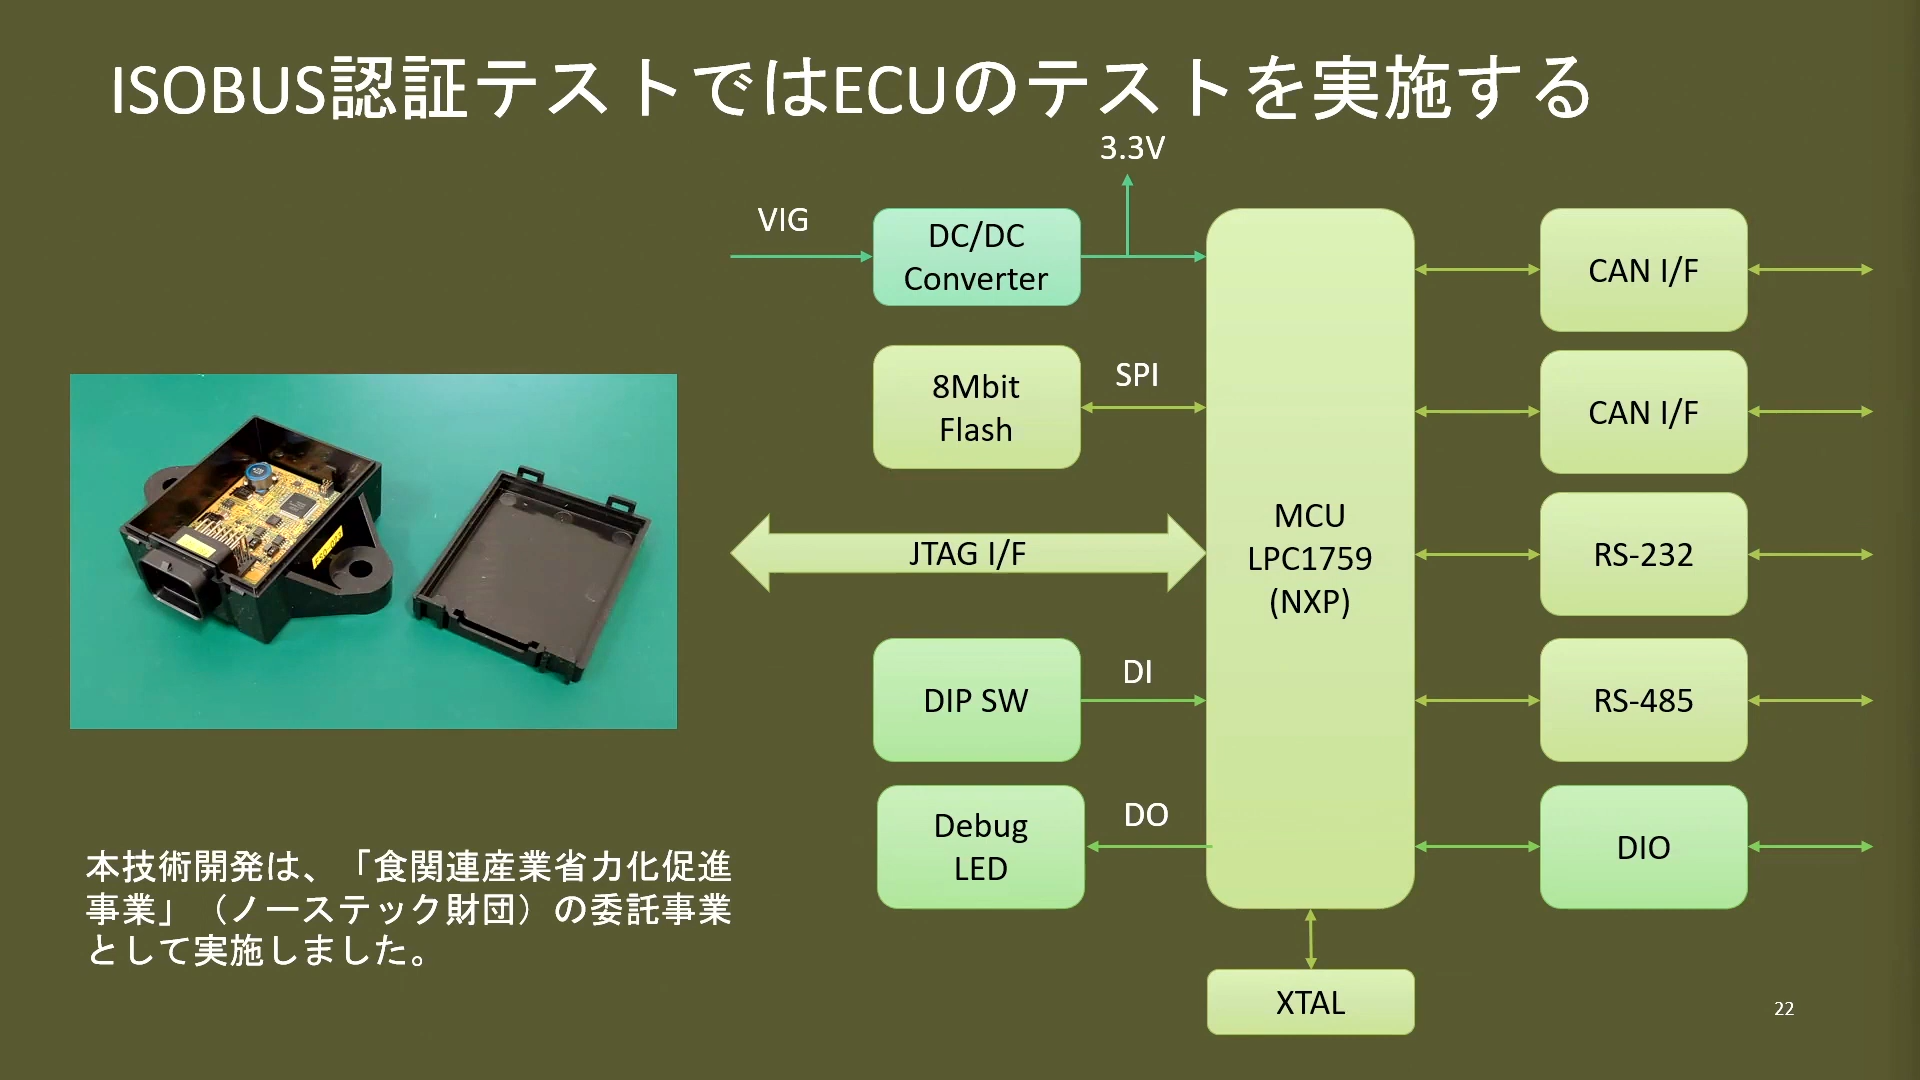 ISOBUS認証テストではECUのテストを実施する
3.3V
VIG
DC/DC
Converter
8Mbit
Flash
SPI
JTAG I/F
DIP SW
DI
Debug
LED
DO
MCU
LPC1759
(NXP)
XTAL
CAN I/F
CAN I/F
RS-232
RS-485
DIO
本技術開発は、「食関連産業省力化促進
事業」（ノーステック財団）の委託事業
として実施しました。
22